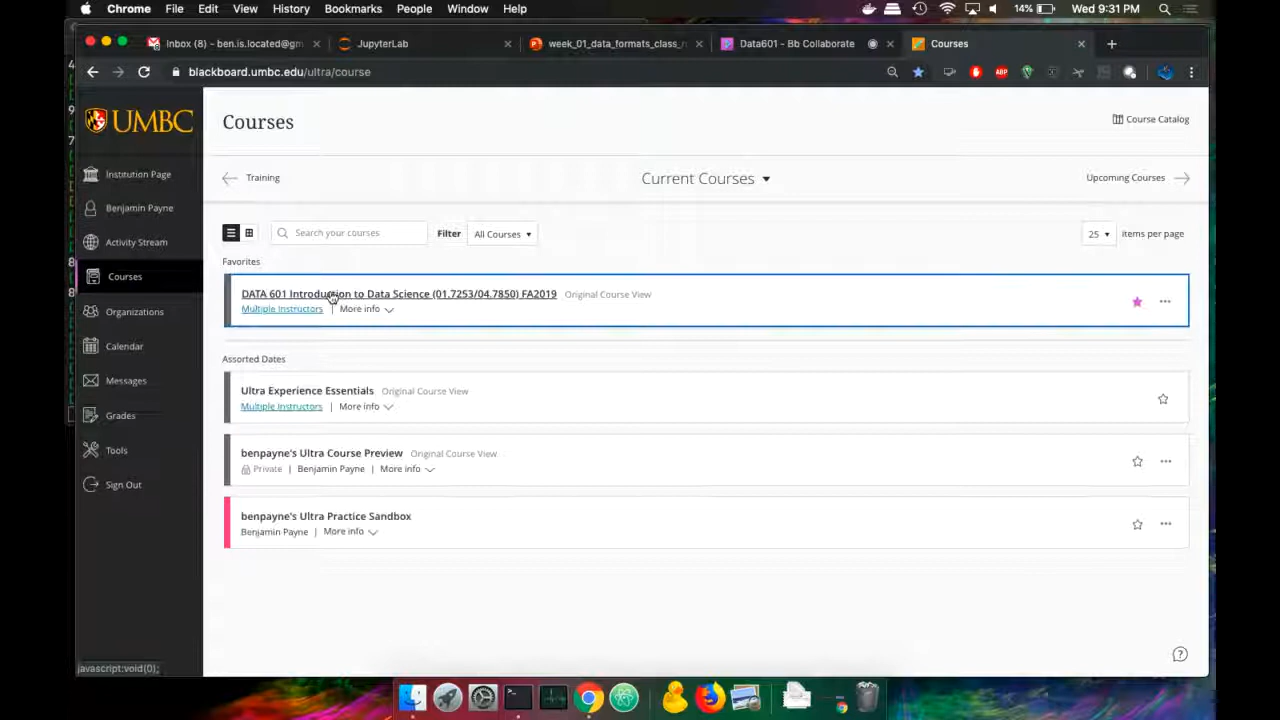 Chrome File Edit View History Bookmarks People Window Help 14% Wed 9:31 PM
Inbox (8) - ben.is.located@gm JupyterLab week_01_data_formats_class_r Data601 - Bb Collaborate Courses
blackboard.umbc.edu/ultra/course ABP
UMBC
Institution Page
Benjamin Payne
Activity Stream
Courses
Organizations
Calendar
Messages
Grades
Tools
Sign Out
javascript:void(0);
Courses
Course Catalog
Training
Current Courses
Upcoming Courses
Search your courses
Filter
All Courses
25
items per page
Favorites
DATA 601 Introduction to Data Science (01.7253/04.7850) FA2019 Original Course View
Multiple Instructors | More info
Assorted Dates
Ultra Experience Essentials Original Course View
Multiple Instructors | More info
benpayne's Ultra Course Preview Original Course View
Private | Benjamin Payne | More info
benpayne's Ultra Practice Sandbox
Benjamin Payne | More info